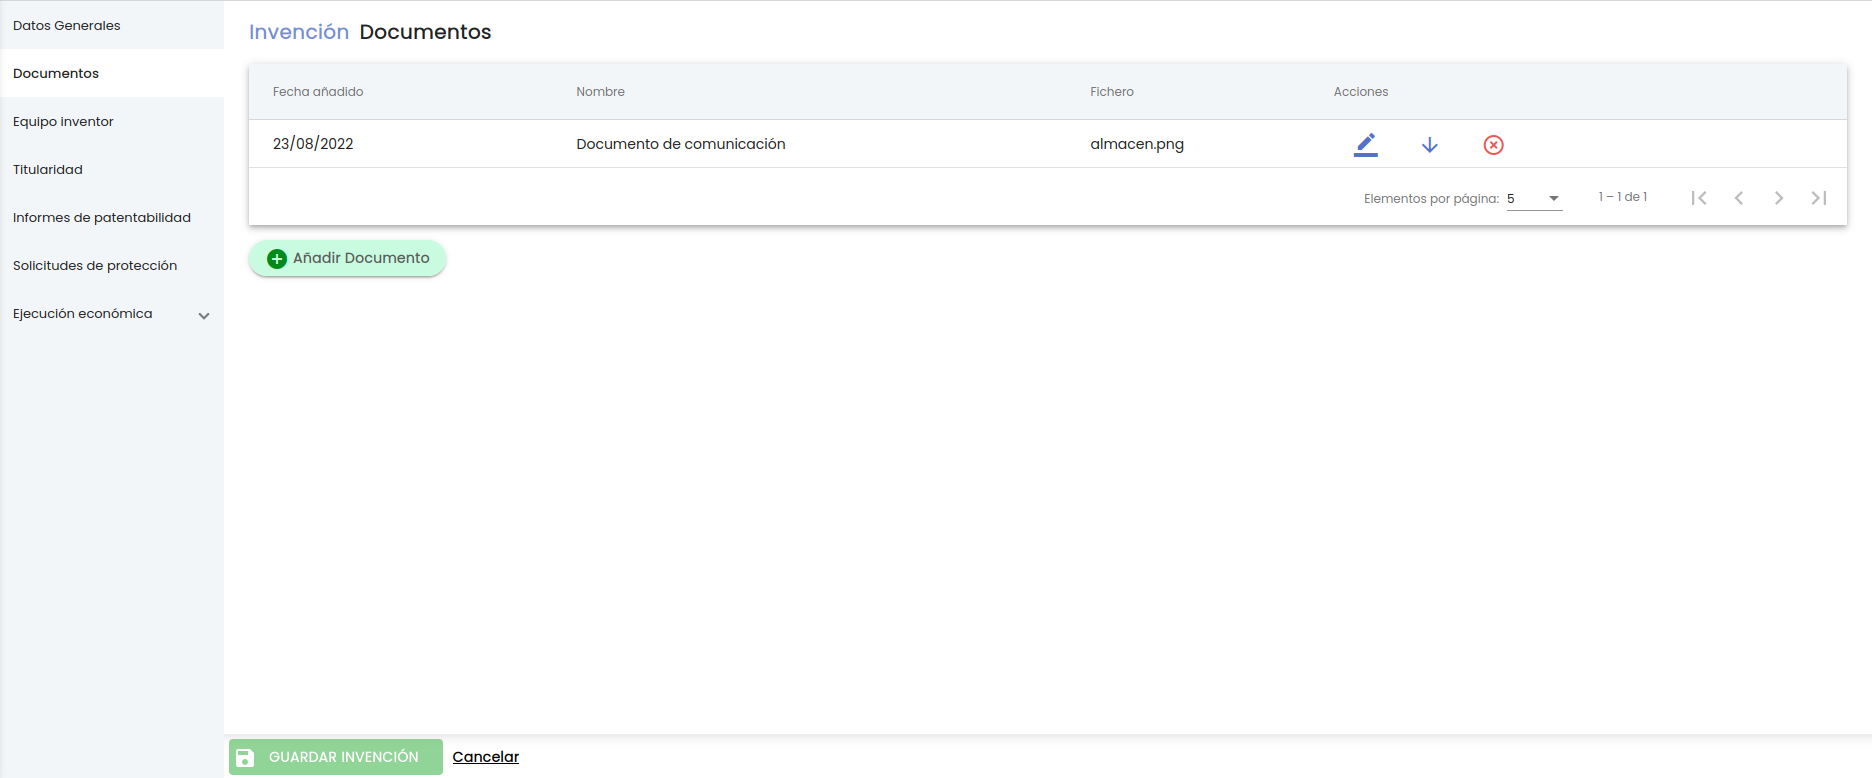 Datos Generales
Documentos
Equipo inventor
Titularidad
Informes de patentabilidad
Solicitudes de protección
Ejecución económica
Invención Documentos
Fecha añadido Nombre Fichero Acciones
23/08/2022 Documento de comunicación almacen.png
Elementos por página: 5 1 – 1 de 1
Añadir Documento
GUARDAR INVENCIÓN Cancelar